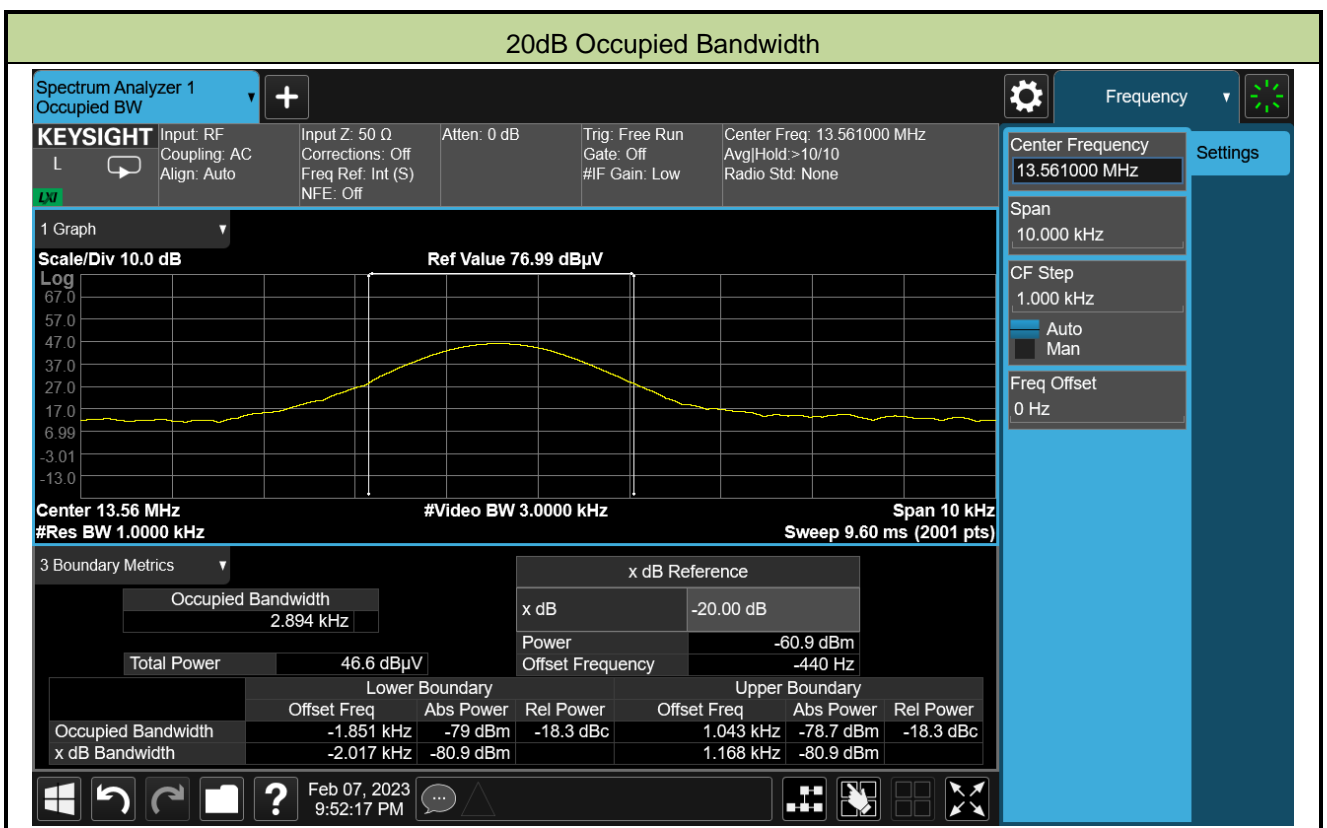 20dB Occupied Bandwidth
Spectrum Analyzer 1
Occupied BW
Frequency
KEYSIGHT
L
LXI
Input: RF
Coupling: AC
Align: Auto
Input Z: 50 Ω
Corrections: Off
Freq Ref: Int (S)
NFE: Off
Atten: 0 dB
Trig: Free Run
Gate: Off
#IF Gain: Low
Center Freq: 13.561000 MHz
Avg|Hold:>10/10
Radio Std: None
Center Frequency
13.561000 MHz
Settings
Span
10.000 kHz
CF Step
1.000 kHz
Auto
Man
Freq Offset
0 Hz
1 Graph
Scale/Div 10.0 dB
Ref Value 76.99 dBµV
Log
67.0
57.0
47.0
37.0
27.0
17.0
6.99
-3.01
-13.0
Center 13.56 MHz
#Video BW 3.0000 kHz
Span 10 kHz
#Res BW 1.0000 kHz
Sweep 9.60 ms (2001 pts)
3 Boundary Metrics
Occupied Bandwidth
2.894 kHz
Total Power 46.6 dBµV
x dB Reference
x dB -20.00 dB
Power -60.9 dBm
Offset Frequency -440 Hz
Lower Boundary Upper Boundary
Offset Freq Abs Power Rel Power Offset Freq Abs Power Rel Power
Occupied Bandwidth -1.851 kHz -79 dBm -18.3 dBc 1.043 kHz -78.7 dBm -18.3 dBc
x dB Bandwidth -2.017 kHz -80.9 dBm 1.168 kHz -80.9 dBm
?
Feb 07, 2023
9:52:17 PM